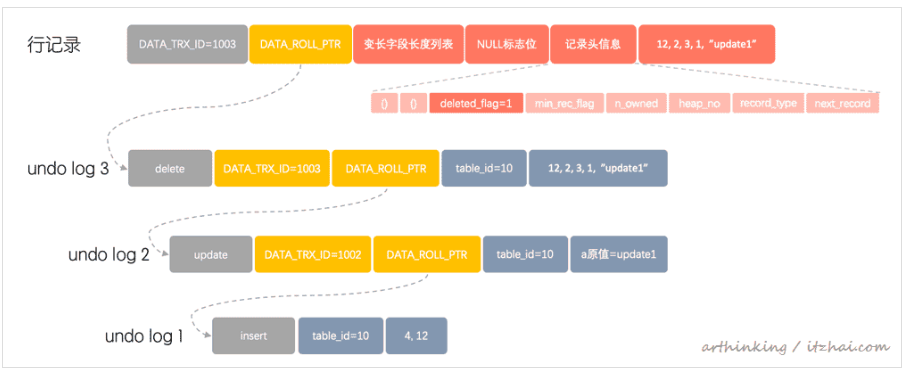 行记录 DATA_TRX_ID=1003 DATA_ROLL_PTR 变长字段长度列表 NULL标志位 记录头信息 12, 2, 3, 1, “update1”
() () deleted_flag=1 min_rec_flag n_owned heap_no record_type next_record
undo log 3 delete DATA_TRX_ID=1003 DATA_ROLL_PTR table_id=10 12, 2, 3, 1, “update1”
undo log 2 update DATA_TRX_ID=1002 DATA_ROLL_PTR table_id=10 a原值=update1
undo log 1 insert table_id=10 4, 12
arthinking / itzhai.com